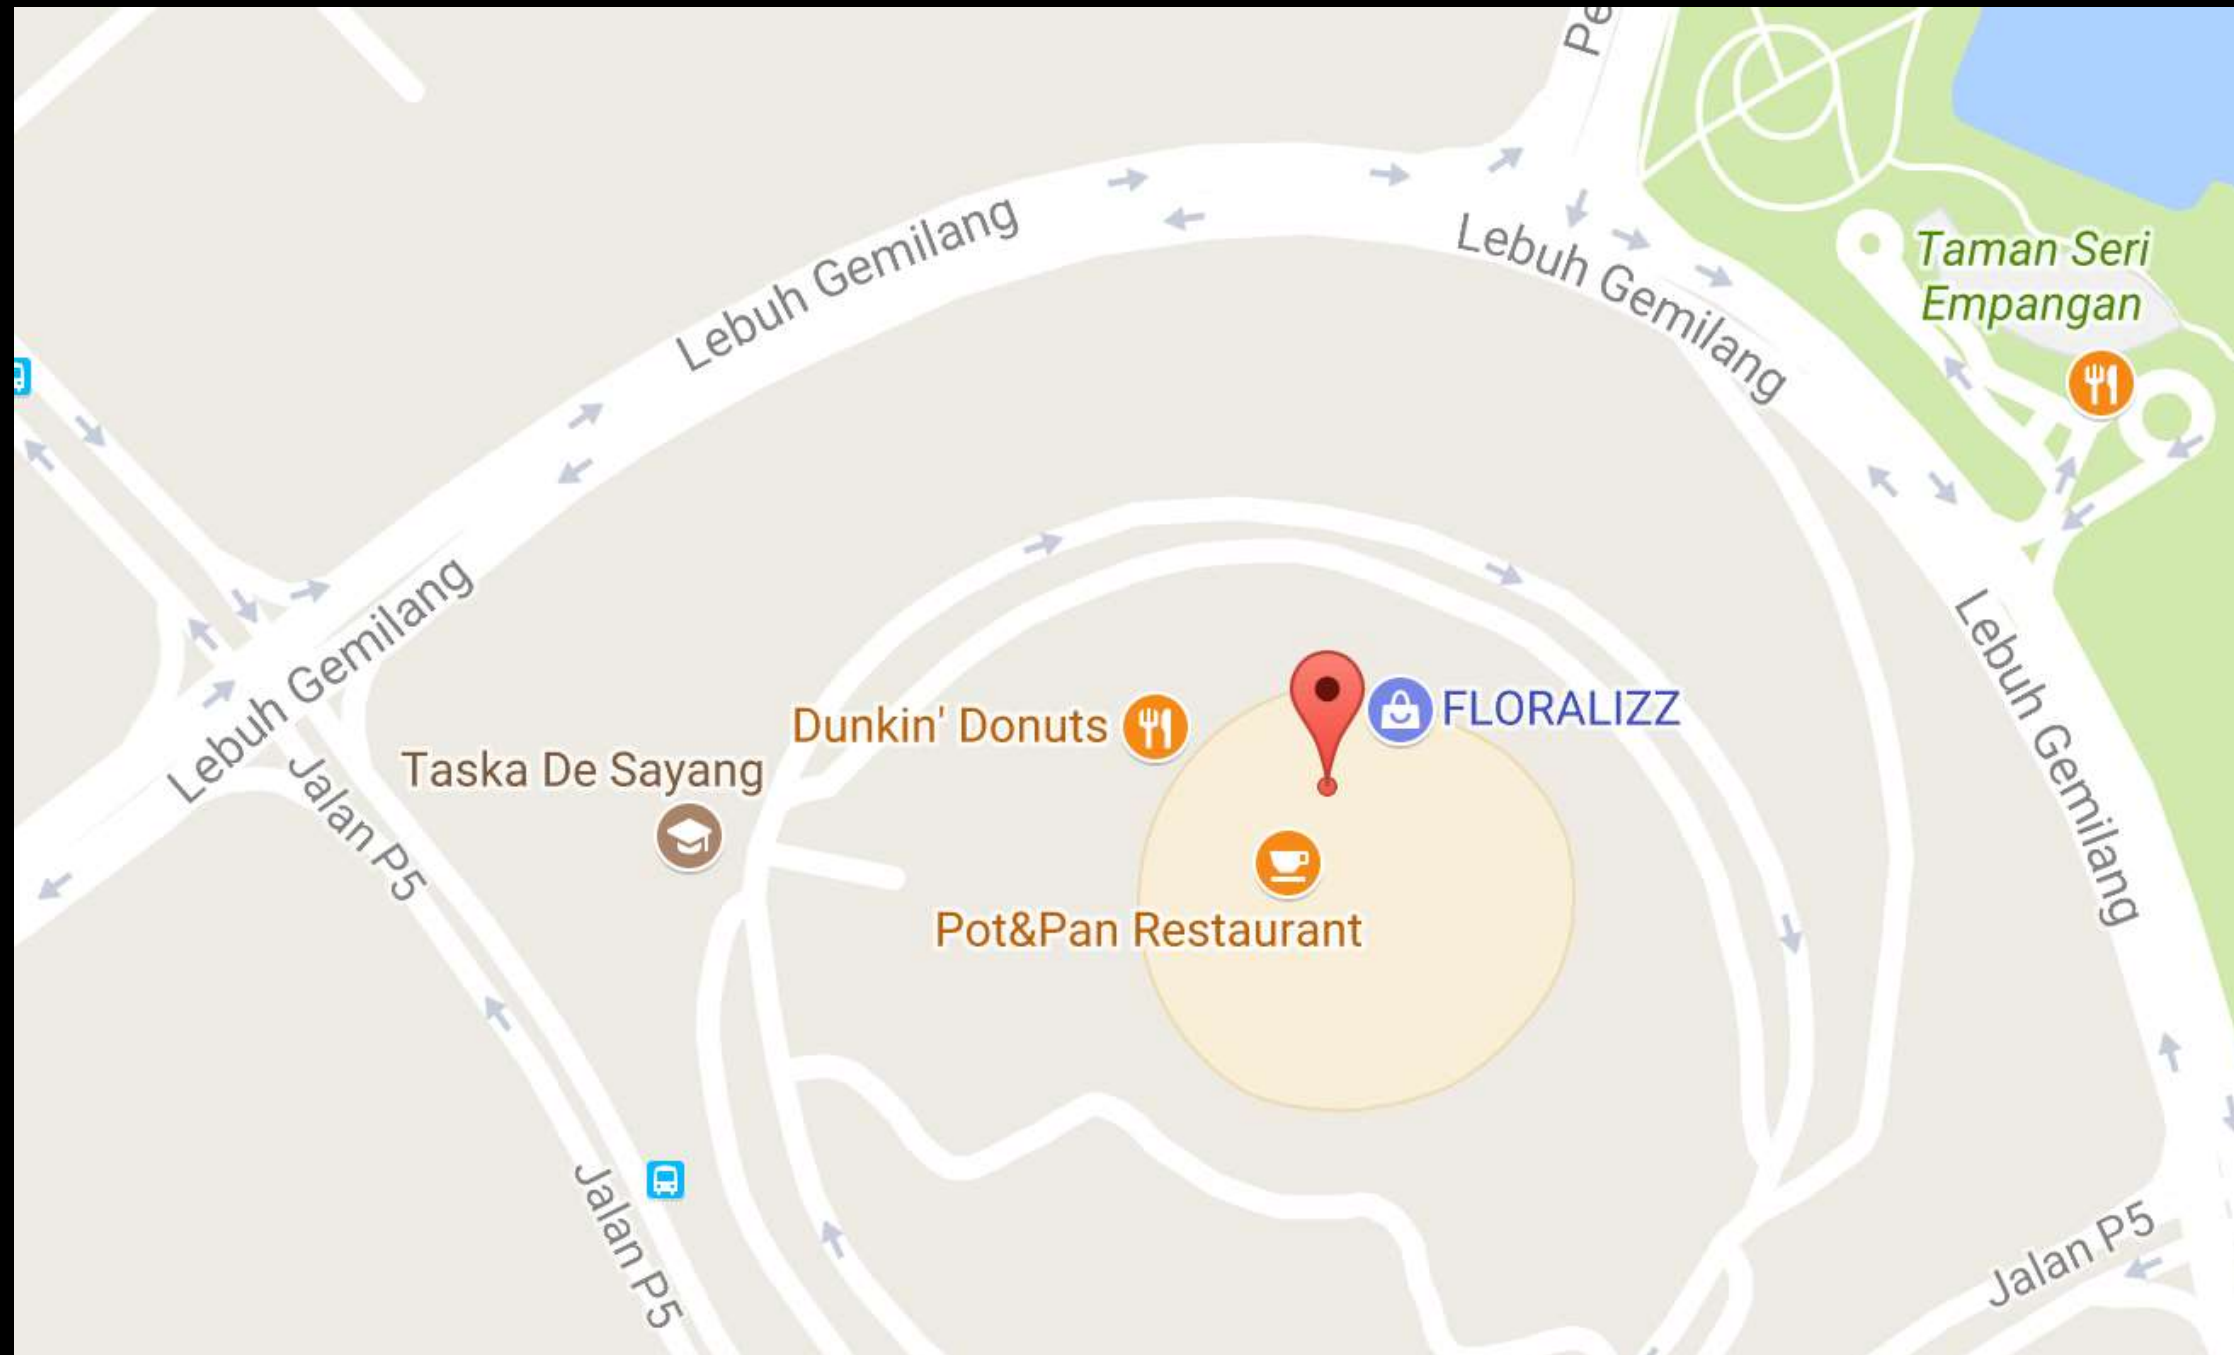 Pe
Lebuh Gemilang
Lebuh Gemilang
Taman Seri
Empangan
Lebuh Gemilang
Lebuh Gemilang
Dunkin' Donuts
FLORALIZZ
Taska De Sayang
Jalan P5
Pot&Pan Restaurant
Jalan P5
Jalan P5